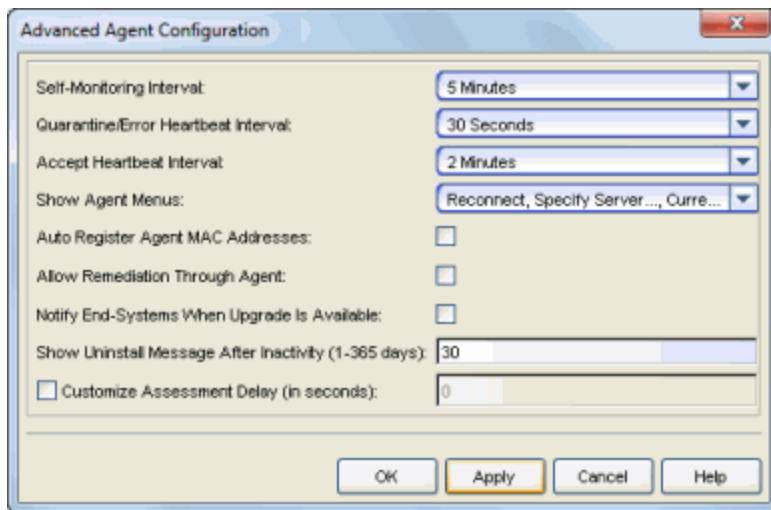 Advanced Agent Configuration
Self-Monitoring Interval: 5 Minutes
Quarantine/Error Heartbeat Interval: 30 Seconds
Accept Heartbeat Interval: 2 Minutes
Show Agent Menus: Reconnect, Specify Server..., Curre...
Auto Register Agent MAC Addresses:
Allow Remediation Through Agent:
Notify End-Systems When Upgrade Is Available:
Show Uninstall Message After Inactivity (1-365 days): 30
Customize Assessment Delay (in seconds): 0
OK Apply Cancel Help